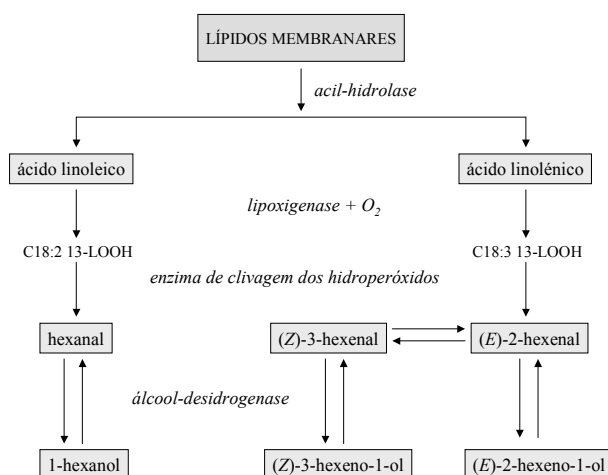 LÍPIDOS MEMBRANARES
acil-hidrolase
ácido linoleico
ácido linolénico
lipoxigenase + O2
C18:2 13-LOOH
C18:3 13-LOOH
enzima de clivagem dos hidroperóxidos
hexanal
(Z)-3-hexenal
(E)-2-hexenal
álcool-desidrogenase
1-hexanol
(Z)-3-hexeno-1-ol
(E)-2-hexeno-1-ol